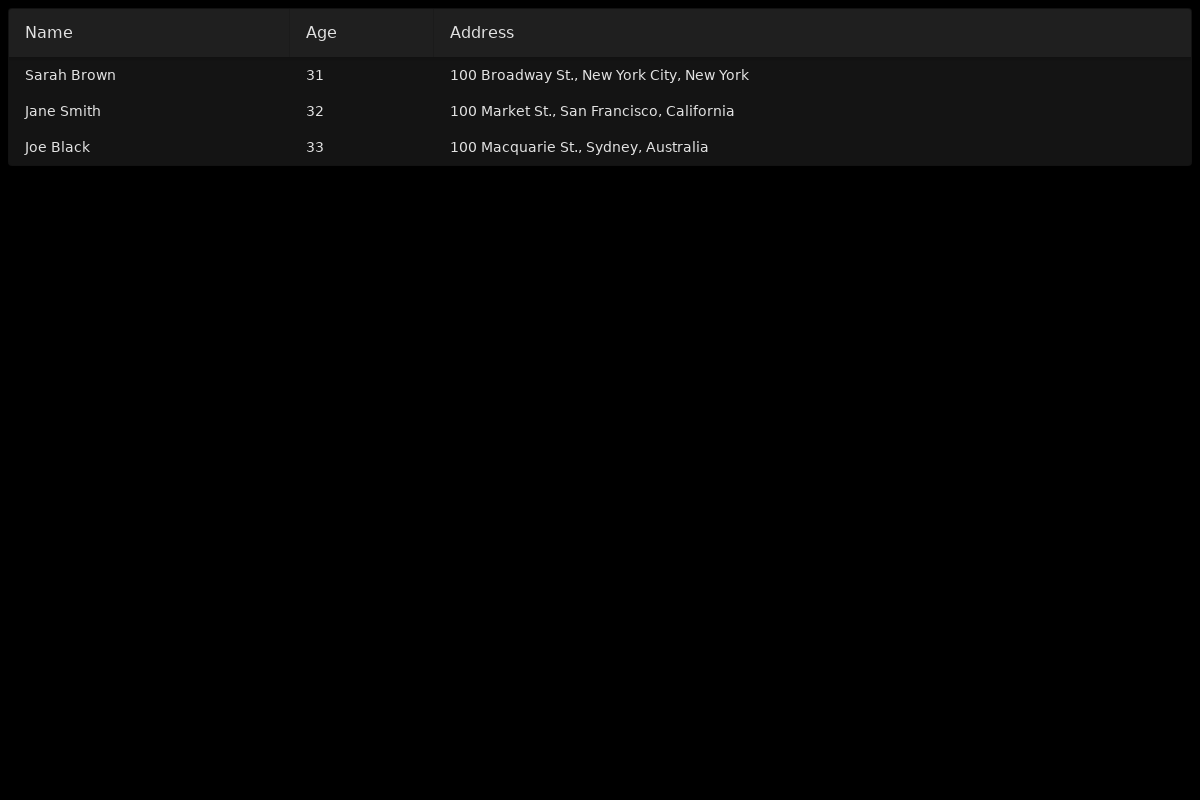 Name Age Address
Sarah Brown 31 100 Broadway St., New York City, New York
Jane Smith 32 100 Market St., San Francisco, California
Joe Black 33 100 Macquarie St., Sydney, Australia